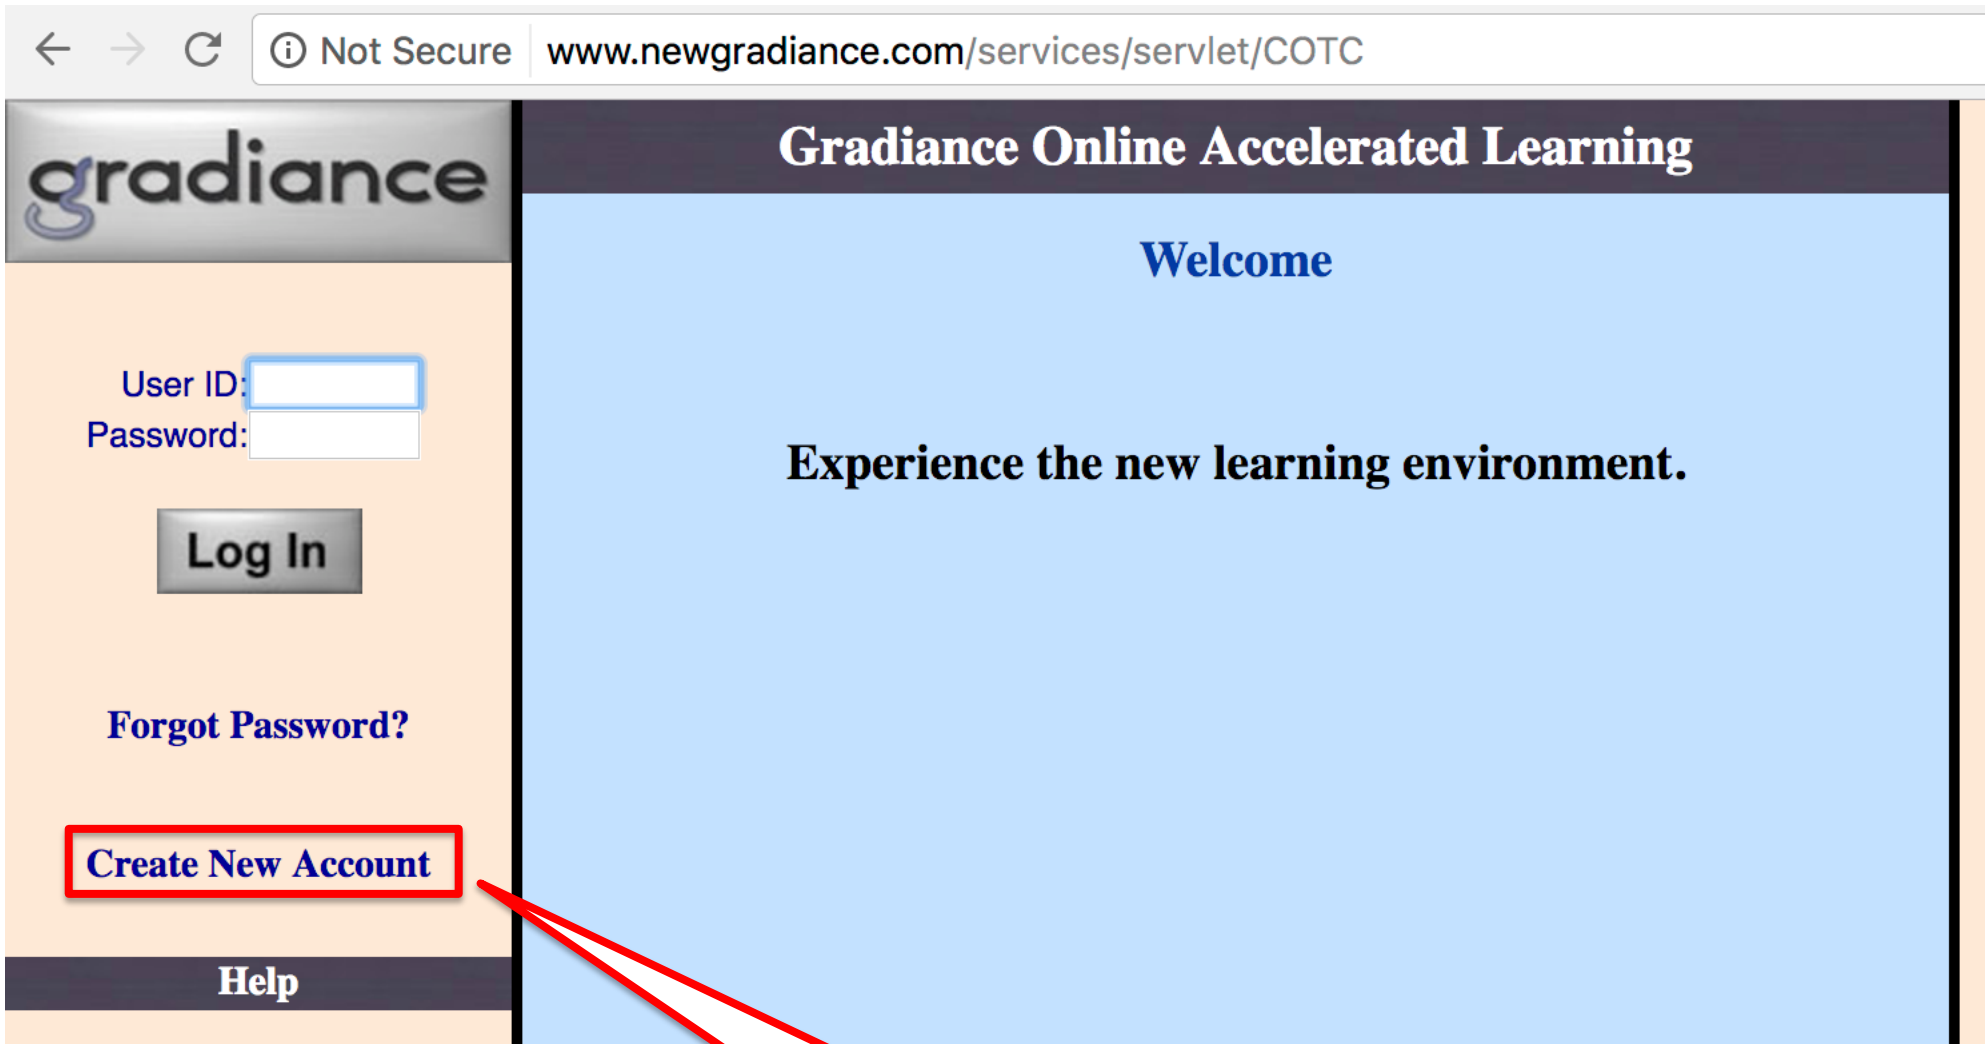 Not Secure www.newgradiance.com/services/servlet/COTC
gradiance
Gradiance Online Accelerated Learning
Welcome
User ID:
Password:
Experience the new learning environment.
Log In
Forgot Password?
Create New Account
Help